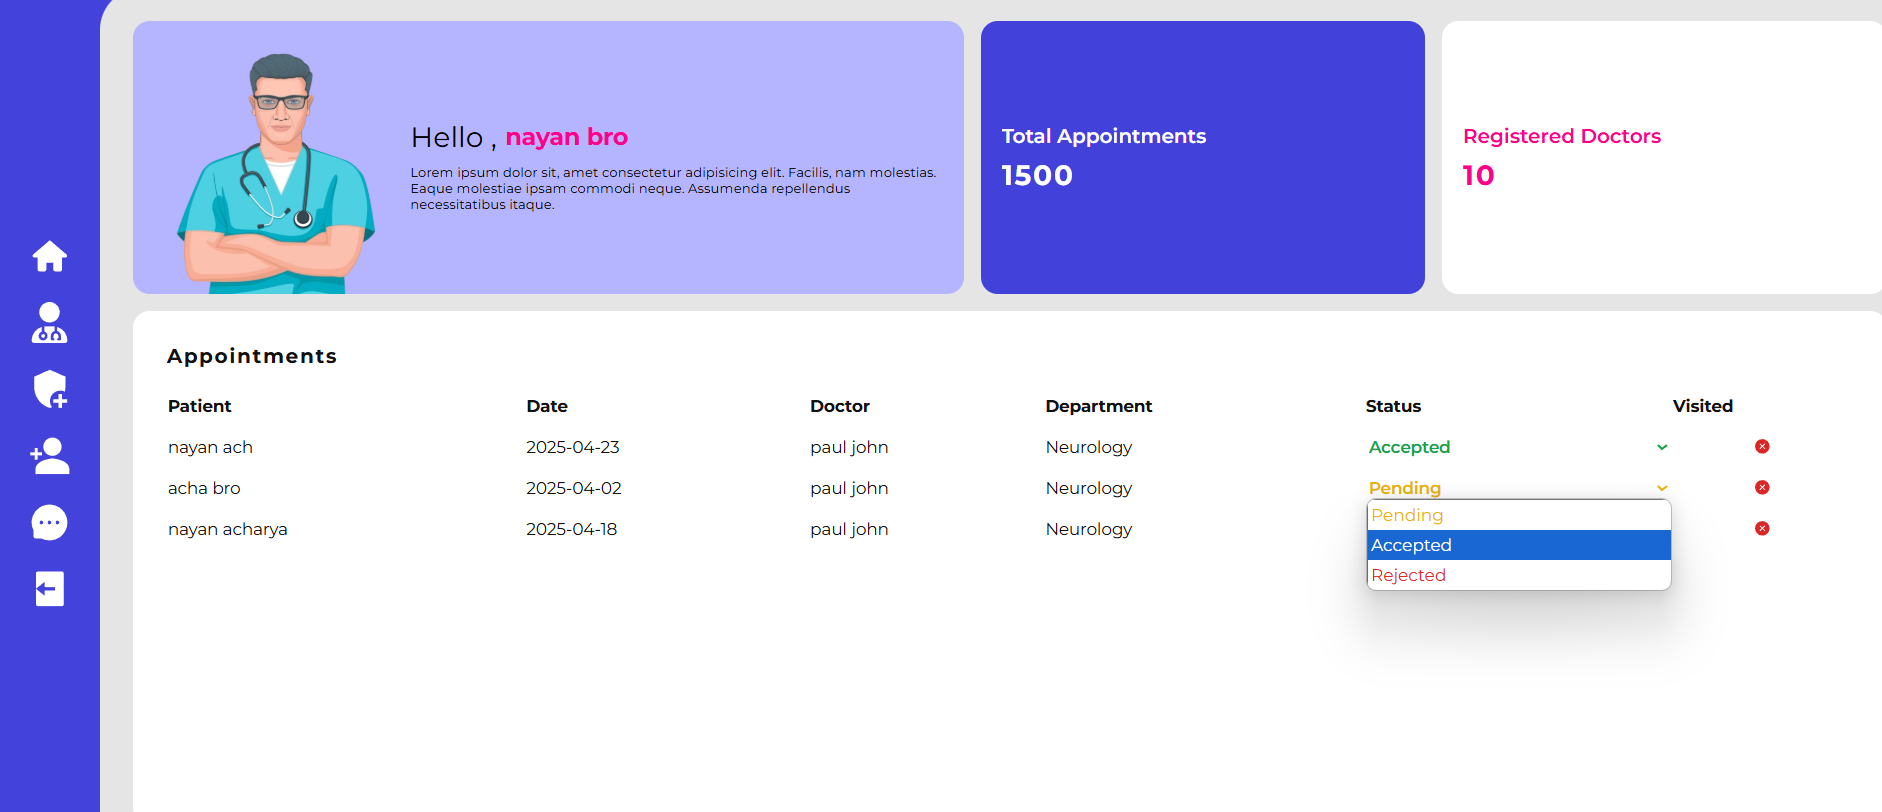 Hello , nayan bro
Lorem ipsum dolor sit, amet consectetur adipisicing elit. Facilis, nam molestias.
Eaque molestiae ipsam commodi neque. Assumenda repellendus
necessitatibus itaque.
Total Appointments
1500
Registered Doctors
10
Appointments
Patient Date Doctor Department Status Visited
nayan ach 2025-04-23 paul john Neurology Accepted
acha bro 2025-04-02 paul john Neurology Pending
nayan acharya 2025-04-18 paul john Neurology
Pending
Accepted
Rejected